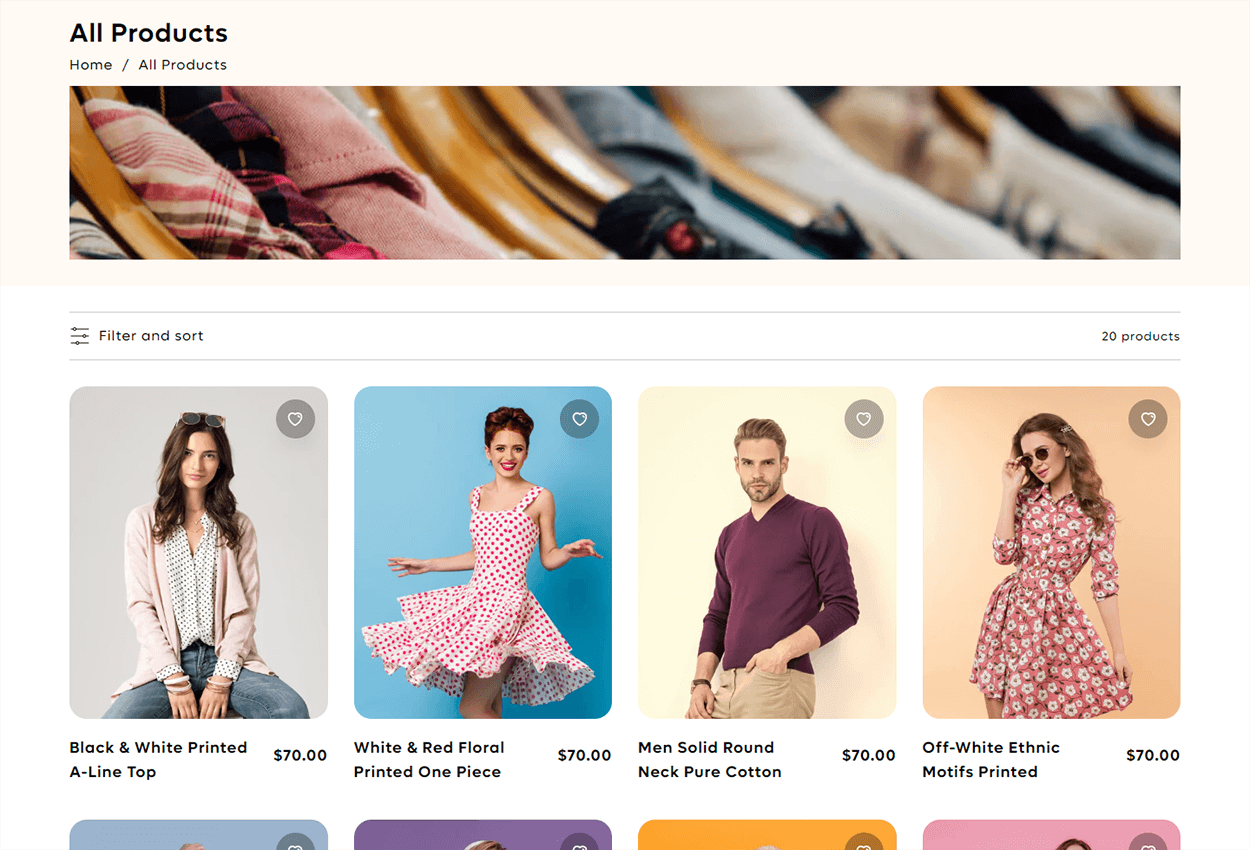 All Products
Home / All Products
Filter and sort
20 products
Black & White Printed
A-Line Top
$70.00
White & Red Floral
Printed One Piece
$70.00
Men Solid Round
Neck Pure Cotton
$70.00
Off-White Ethnic
Motifs Printed
$70.00